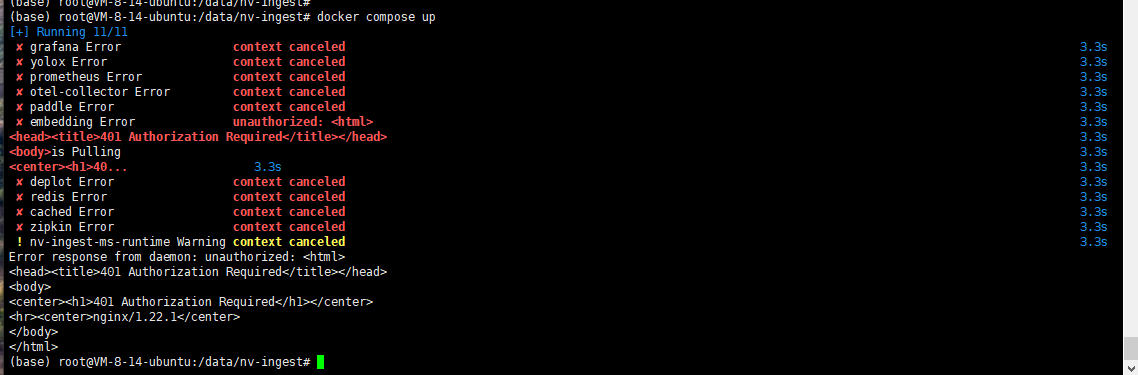 (base) root@VM-8-14-ubuntu:/data/nv-ingest#
(base) root@VM-8-14-ubuntu:/data/nv-ingest# docker compose up
[+] Running 11/11
✘ grafana Error context canceled 3.3s
✘ yolox Error context canceled 3.3s
✘ prometheus Error context canceled 3.3s
✘ otel-collector Error context canceled 3.3s
✘ paddle Error context canceled 3.3s
✘ embedding Error unauthorized: <html> 3.3s
<head><title>401 Authorization Required</title></head> 3.3s
<body>is Pulling 3.3s
<center><h1>40... 3.3s 3.3s
✘ deplot Error context canceled 3.3s
✘ redis Error context canceled 3.3s
✘ cached Error context canceled 3.3s
✘ zipkin Error context canceled 3.3s
! nv-ingest-ms-runtime Warning context canceled 3.3s
Error response from daemon: unauthorized: <html>
<head><title>401 Authorization Required</title></head>
<body>
<center><h1>401 Authorization Required</h1></center>
<hr><center>nginx/1.22.1</center>
</body>
</html>
(base) root@VM-8-14-ubuntu:/data/nv-ingest#